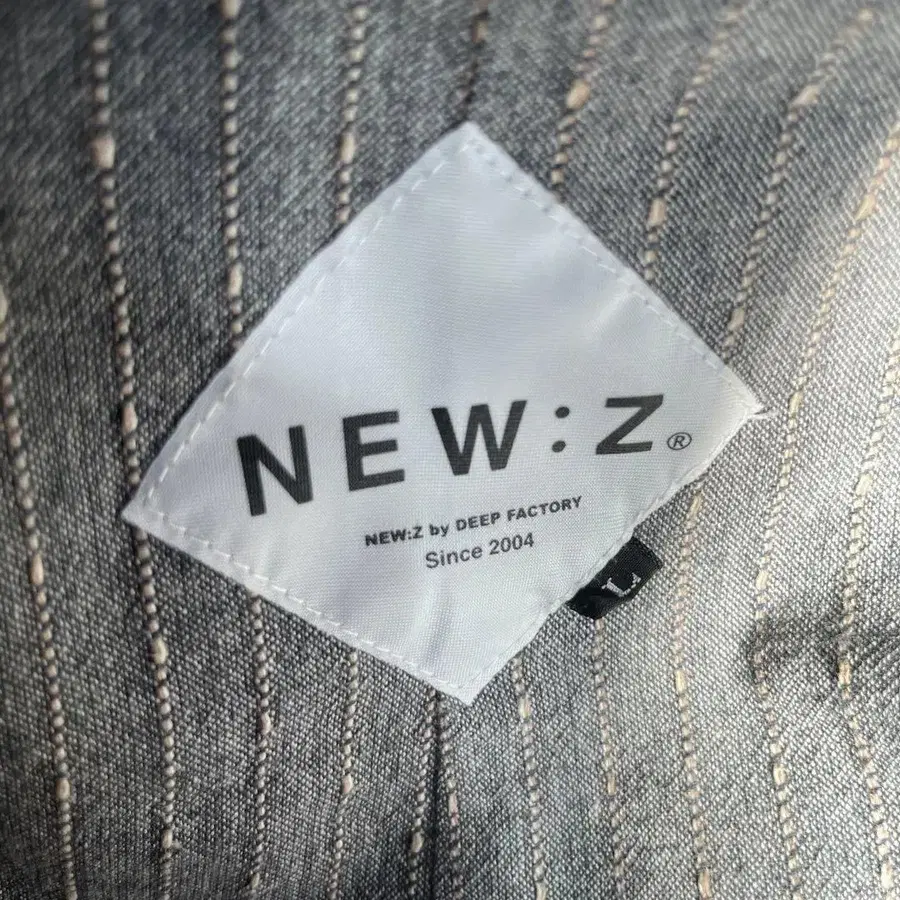 NEW:Z®
NEW:Z by DEEP FACTORY
Since 2004
L